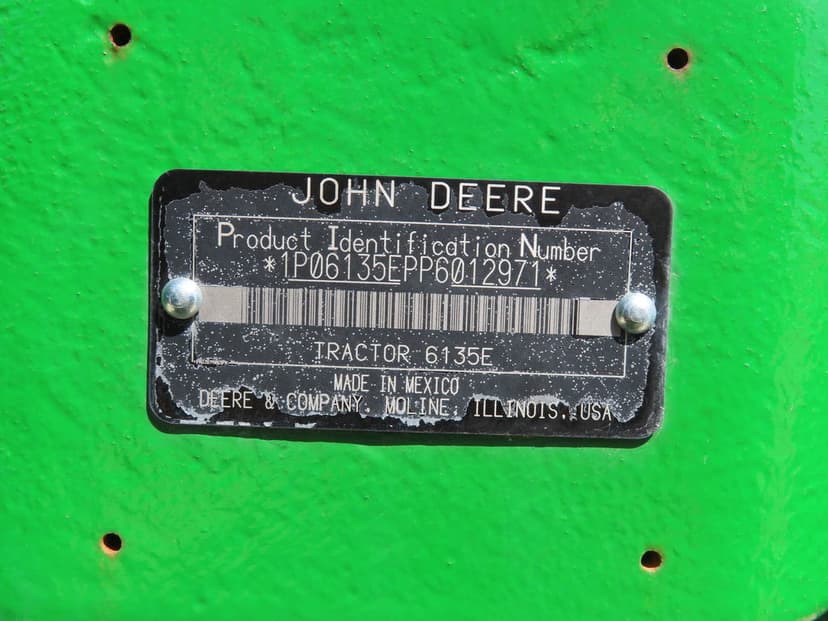 JOHN DEERE
Product Identification Number
*1P06135EPP6012971*
TRACTOR 6135E
MADE IN MEXICO
DEERE & COMPANY, MOLINE, ILLINOIS, USA